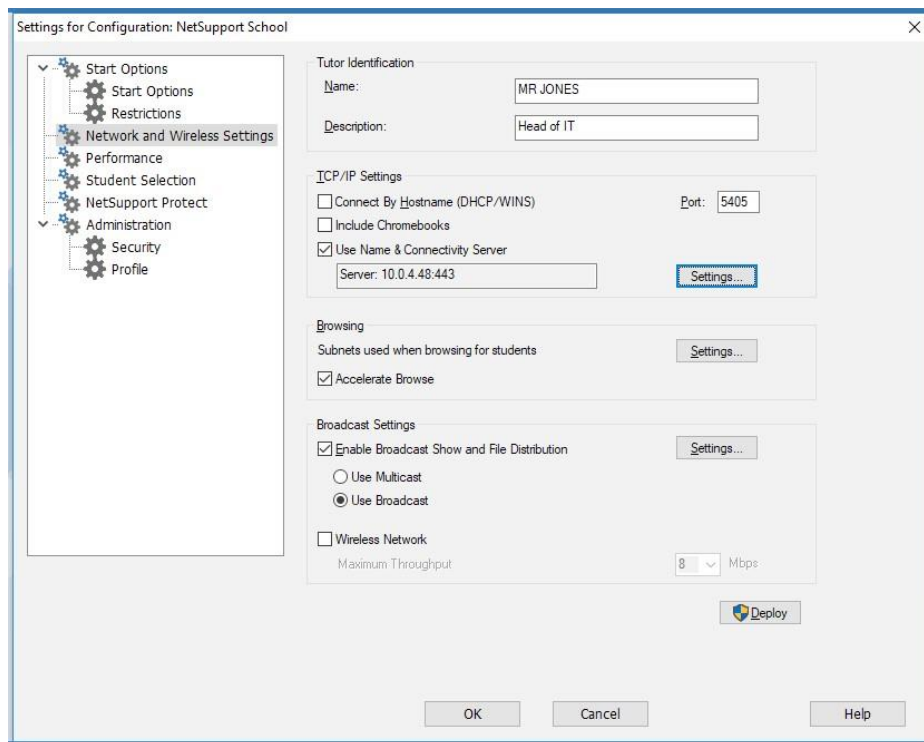 Settings for Configuration: NetSupport School
Start Options
Start Options
Restrictions
Network and Wireless Settings
Performance
Student Selection
NetSupport Protect
Administration
Security
Profile
Tutor Identification
Name: MR JONES
Description: Head of IT
TCP/IP Settings
Connect By Hostname (DHCP/WINS) Port: 5405
Include Chromebooks
Use Name & Connectivity Server
Server: 10.0.4.48:443 Settings...
Browsing
Subnets used when browsing for students Settings...
Accelerate Browse
Broadcast Settings
Enable Broadcast Show and File Distribution Settings...
Use Multicast
Use Broadcast
Wireless Network
Maximum Throughput 8 Mbps
Deploy
OK Cancel Help